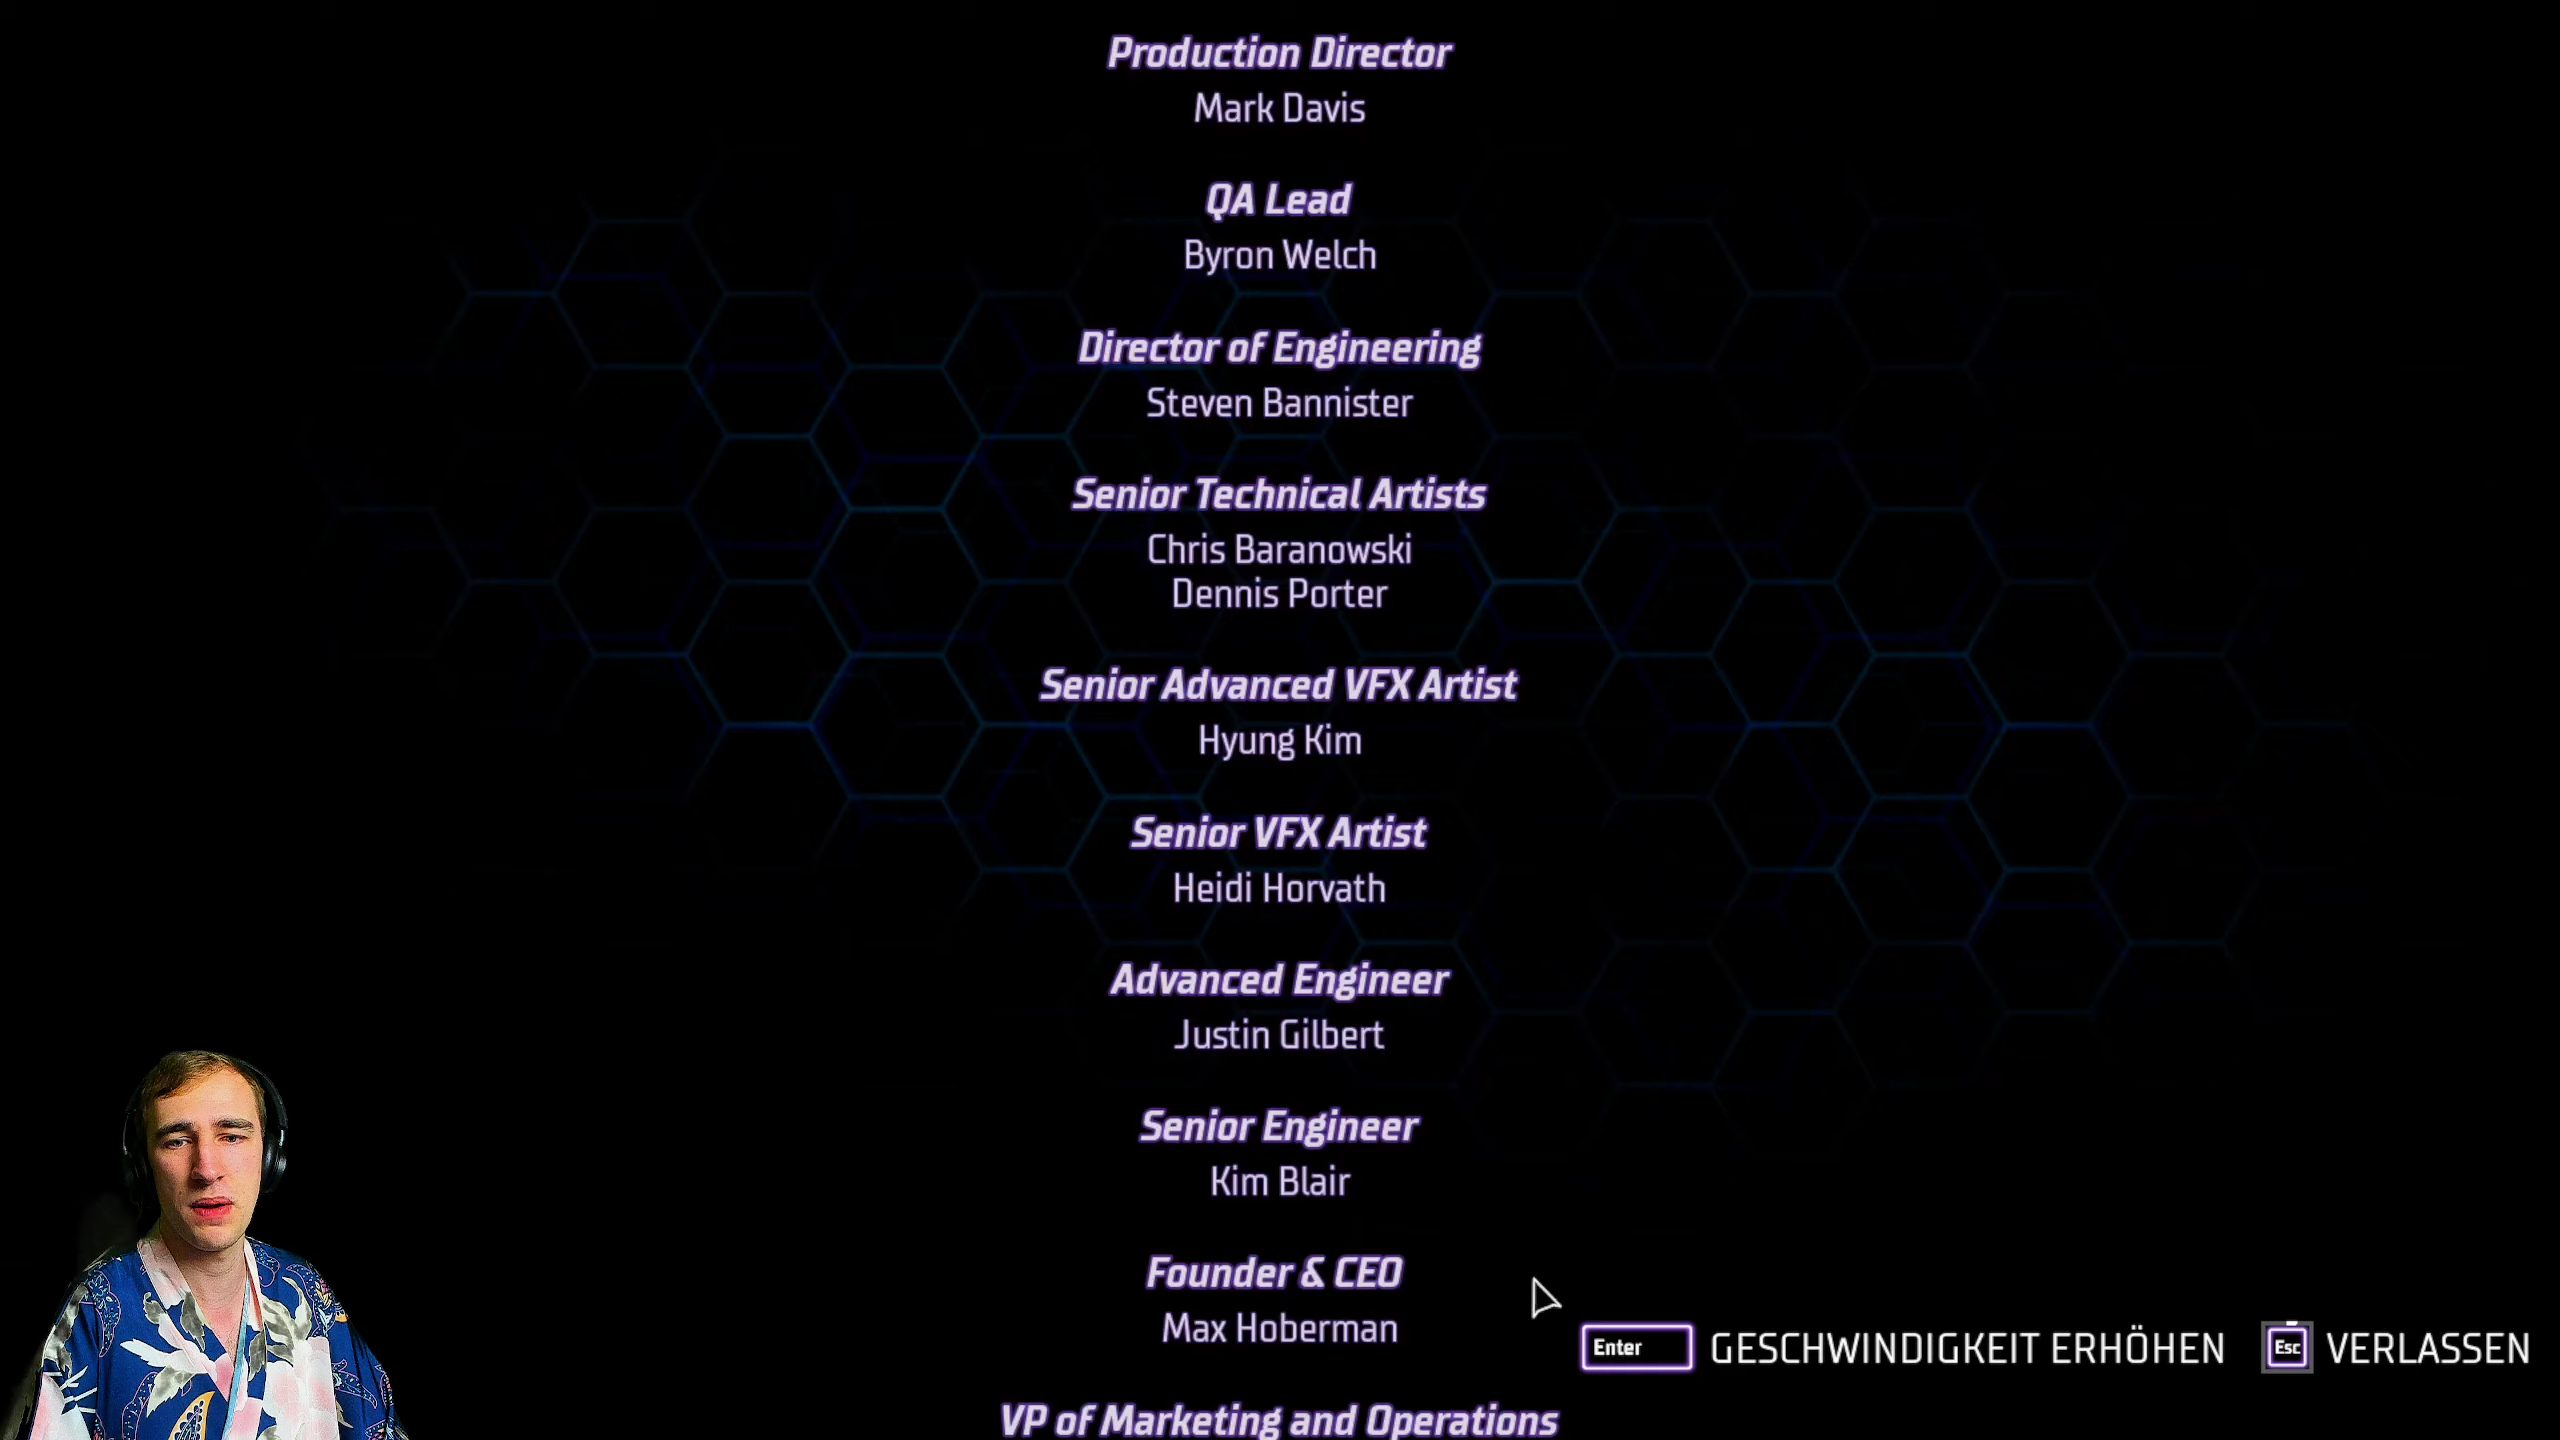 Production Director
Mark Davis
QA Lead
Byron Welch
Director of Engineering
Steven Bannister
Senior Technical Artists
Chris Baranowski
Dennis Porter
Senior Advanced VFX Artist
Hyung Kim
Senior VFX Artist
Heidi Horvath
Advanced Engineer
Justin Gilbert
Senior Engineer
Kim Blair
Founder & CEO
Max Hoberman
Enter GESCHWINDIGKEIT ERHÖHEN Esc VERLASSEN
VP of Marketing and Operations